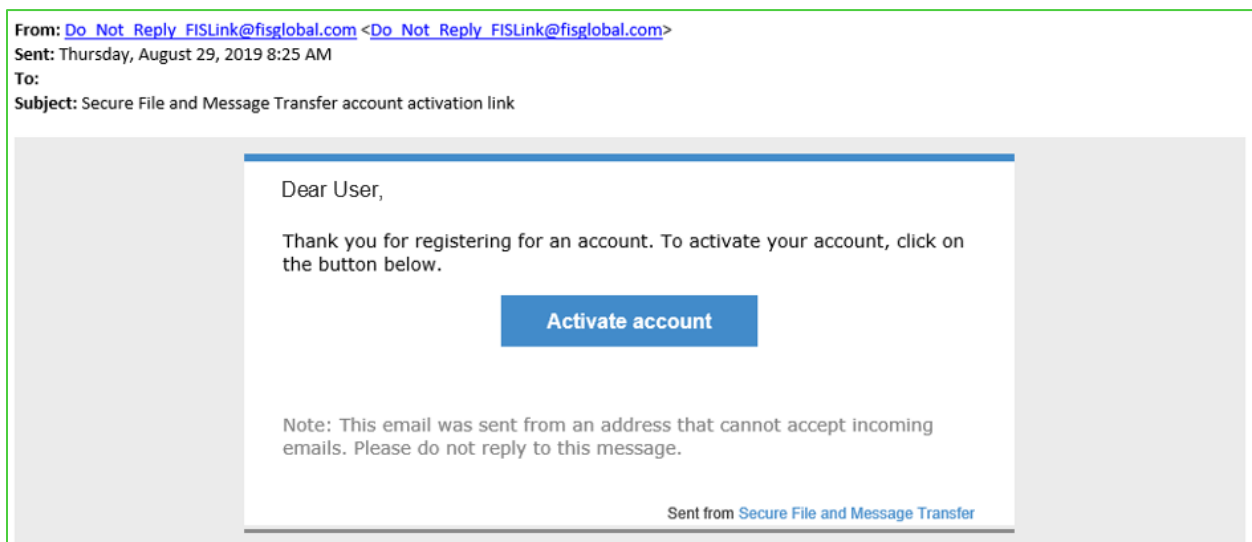 From: Do_Not_Reply_FISLink@fisglobal.com <Do_Not_Reply_FISLink@fisglobal.com>
Sent: Thursday, August 29, 2019 8:25 AM
To:
Subject: Secure File and Message Transfer account activation link
Dear User,
Thank you for registering for an account. To activate your account, click on
the button below.
Activate account
Note: This email was sent from an address that cannot accept incoming
emails. Please do not reply to this message.
Sent from Secure File and Message Transfer